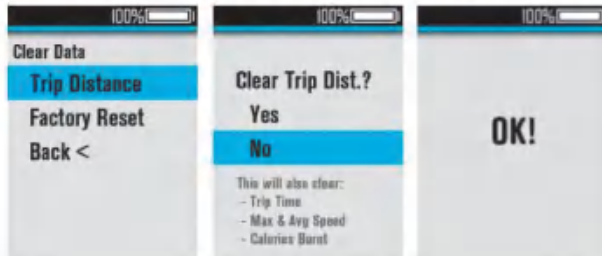 100%
Clear Data
Trip Distance
Factory Reset
Back <
100%
Clear Trip Dist.?
Yes
No
This will also clear:
- Trip Time
- Max & Avg Speed
- Calories Burnt
100%
OK!